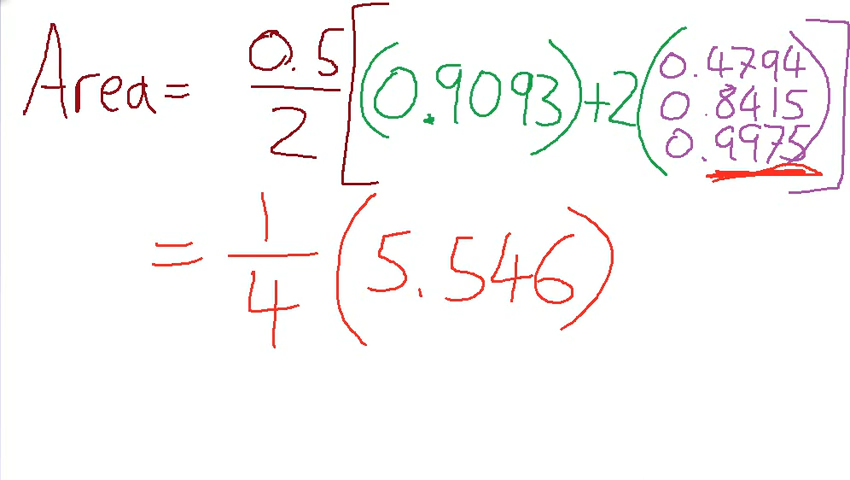 Area = 0.5/2 [(0.9093) + 2(0.4794
0.8415
0.9975)]
= 1/4 (5.546)